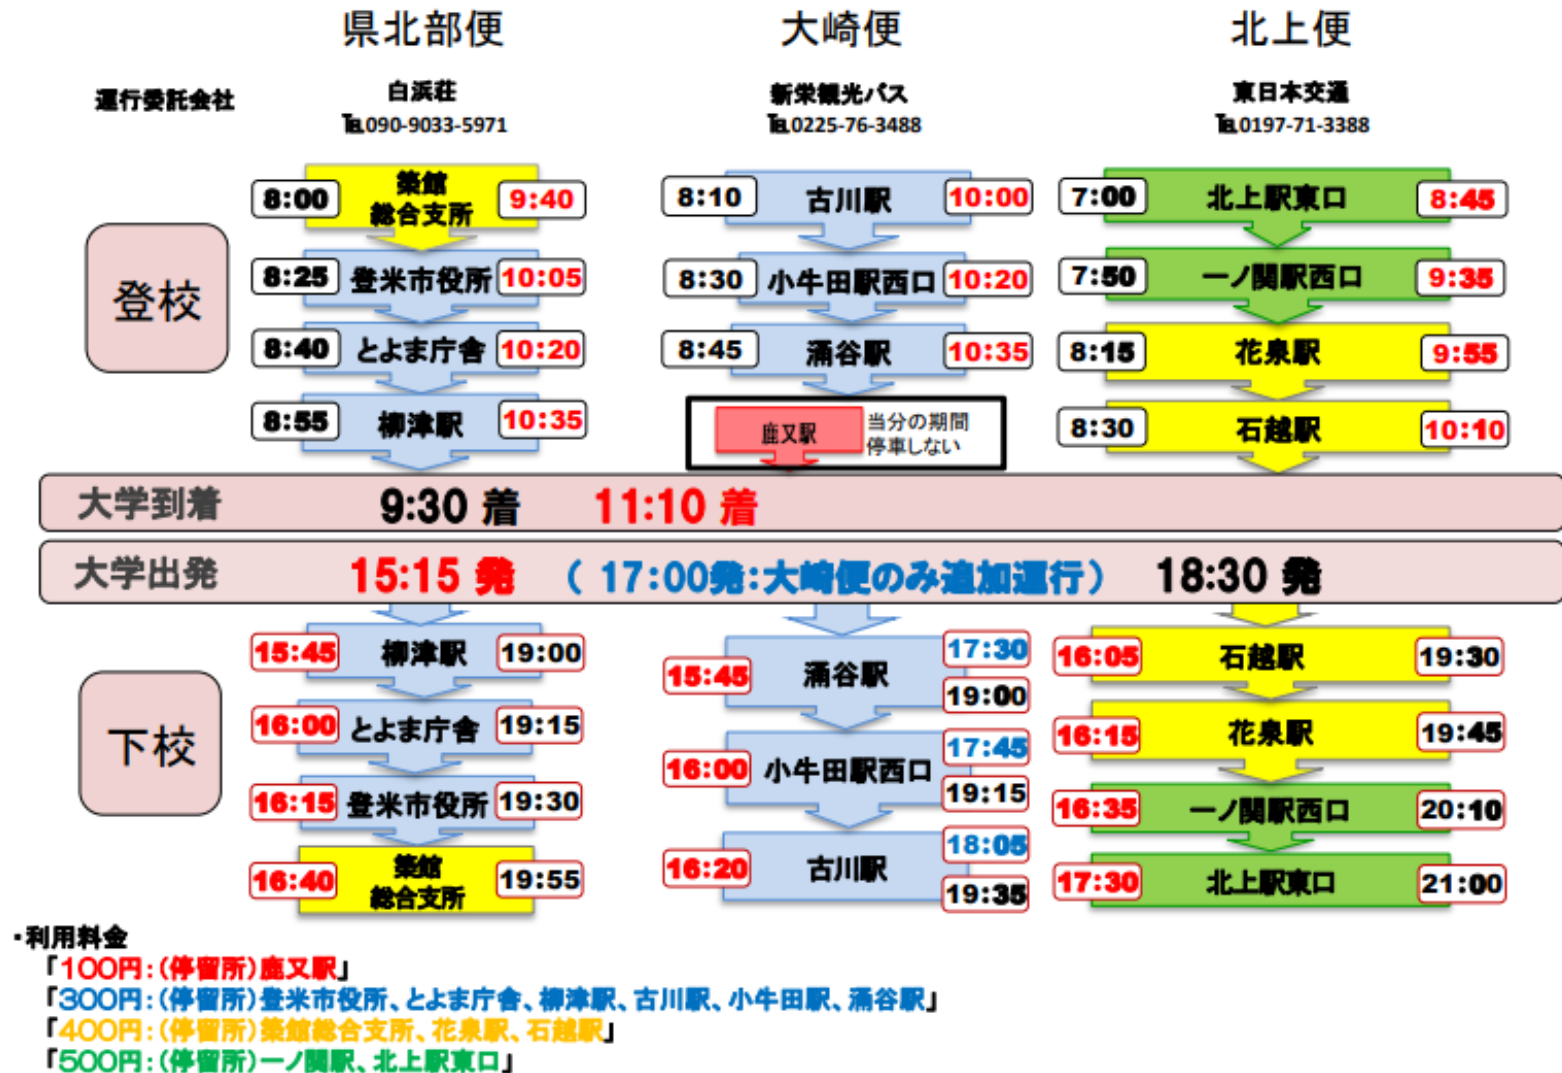 県北部便 大崎便 北上便
運行委託会社 白浜荘 新栄観光バス 東日本交通
℡090-9033-5971 ℡0225-76-3488 ℡0197-71-3388
登校
8:00 築館 9:40
総合支所
8:25 登米市役所 10:05
8:40 とよま庁舎 10:20
8:55 柳津駅 10:35
8:10 古川駅 10:00
8:30 小牛田駅西口 10:20
8:45 涌谷駅 10:35
鹿又駅 当分の期間
停車しない
7:00 北上駅東口 8:45
7:50 一ノ関駅西口 9:35
8:15 花泉駅 9:55
8:30 石越駅 10:10
大学到着 9:30 着 11:10 着
大学出発 15:15 発 ( 17:00発:大崎便のみ追加運行) 18:30 発
下校
15:45 柳津駅 19:00
16:00 とよま庁舎 19:15
16:15 登米市役所 19:30
16:40 築館 19:55
総合支所
15:45 涌谷駅 17:30
19:00
16:00 小牛田駅西口 17:45
19:15
16:20 古川駅 18:05
19:35
16:05 石越駅 19:30
16:15 花泉駅 19:45
16:35 一ノ関駅西口 20:10
17:30 北上駅東口 21:00
・利用料金
「100円:(停留所)鹿又駅」
「300円:(停留所)登米市役所、とよま庁舎、柳津駅、古川駅、小牛田駅、涌谷駅」
「400円:(停留所)築館総合支所、花泉駅、石越駅」
「500円:(停留所)一ノ関駅、北上駅東口」